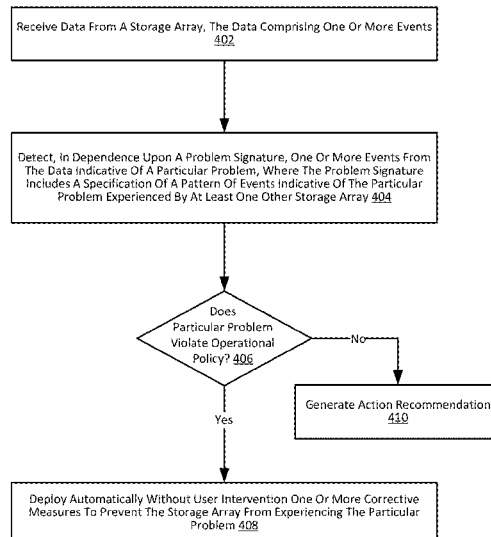 Receive Data From A Storage Array, The Data Comprising One Or More Events
402
Detect, In Dependence Upon A Problem Signature, One Or More Events From
The Data Indicative Of A Particular Problem, Where The Problem Signature
Includes A Specification Of A Pattern Of Events Indicative Of The Particular
Problem Experienced By At Least One Other Storage Array 404
Does
Particular Problem
Violate Operational
Policy? 406
No
Generate Action Recommendation
410
Yes
Deploy Automatically Without User Intervention One Or More Corrective
Measures To Prevent The Storage Array From Experiencing The Particular
Problem 408